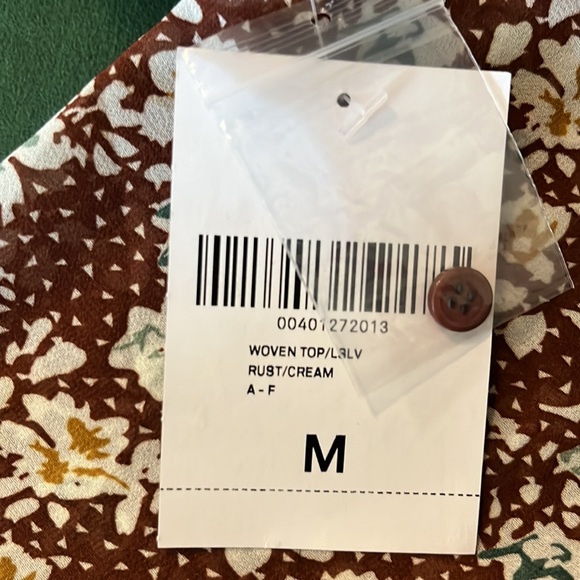 00401272013
WOVEN TOP/LSLV
RUST/CREAM
A - F
M